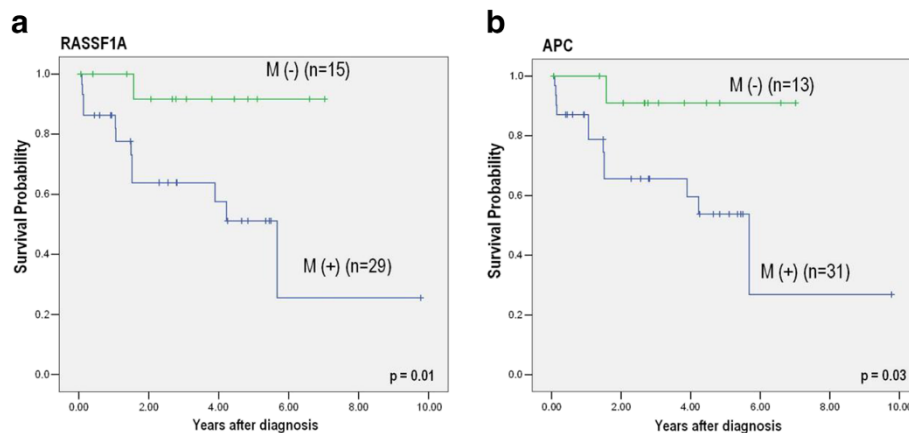 a
RASSF1A
M (-) (n=15)
M (+) (n=29)
p = 0.01
Survival Probability
1.0
0.8
0.6
0.4
0.2
0.0
0.00 2.00 4.00 6.00 8.00 10.00
Years after diagnosis
b
APC
M (-) (n=13)
M (+) (n=31)
p = 0.03
Survival Probability
1.0
0.8
0.6
0.4
0.2
0.0
0.00 2.00 4.00 6.00 8.00 10.00
Years after diagnosis